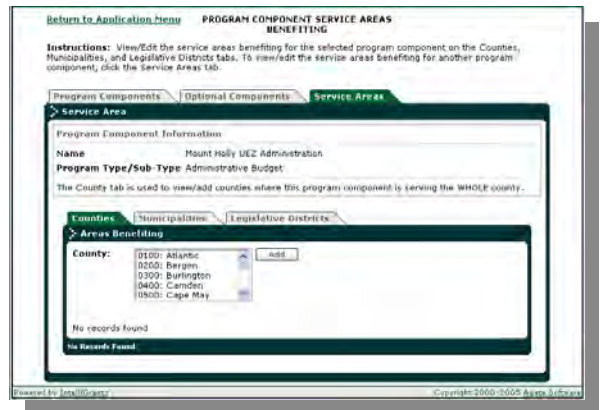 Return to Application Menu PROGRAM COMPONENT SERVICE AREAS
BENEFITING
Instructions: View/Edit the service areas benefiting for the selected program component on the Counties,
Municipalities, and Legislative Districts tabs. To view/edit the service areas benefiting for another program
component, click the Service Areas tab.
Program Components Optional Components Service Areas
Service Area
Program Component Information
Name Mount Holly UEZ Administration
Program Type/Sub-Type Administrative Budget
The County tab is used to view/add counties where this program component is serving the WHOLE county.
Counties Municipalities Legislative Districts
Areas Benefiting
County: 0100: Atlantic Add
0200: Bergen
0300: Burlington
0400: Camden
0500: Cape May
No records found
No Records Found
Powered by IntelliGrants Copyright 2000-2005 Agate Software